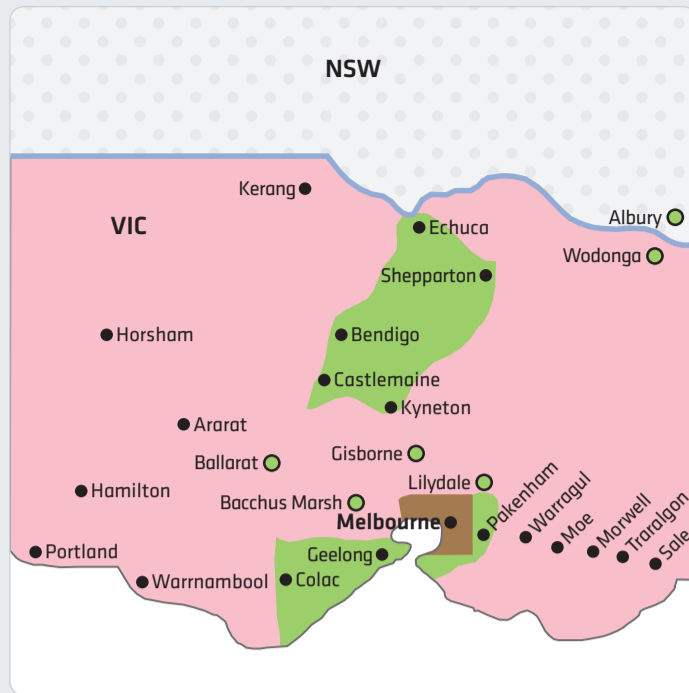 NSW
Kerang
VIC
Albury
Echuca
Wodonga
Shepparton
Horsham
Bendigo
Castlemaine
Kyneton
Ararat
Gisborne
Ballarat
Lilydale
Hamilton
Bacchus Marsh
Melbourne
Pakenham
Warragul
Moe
Morwell
Traralgon
Sale
Portland
Geelong
Warrnambool
Colac